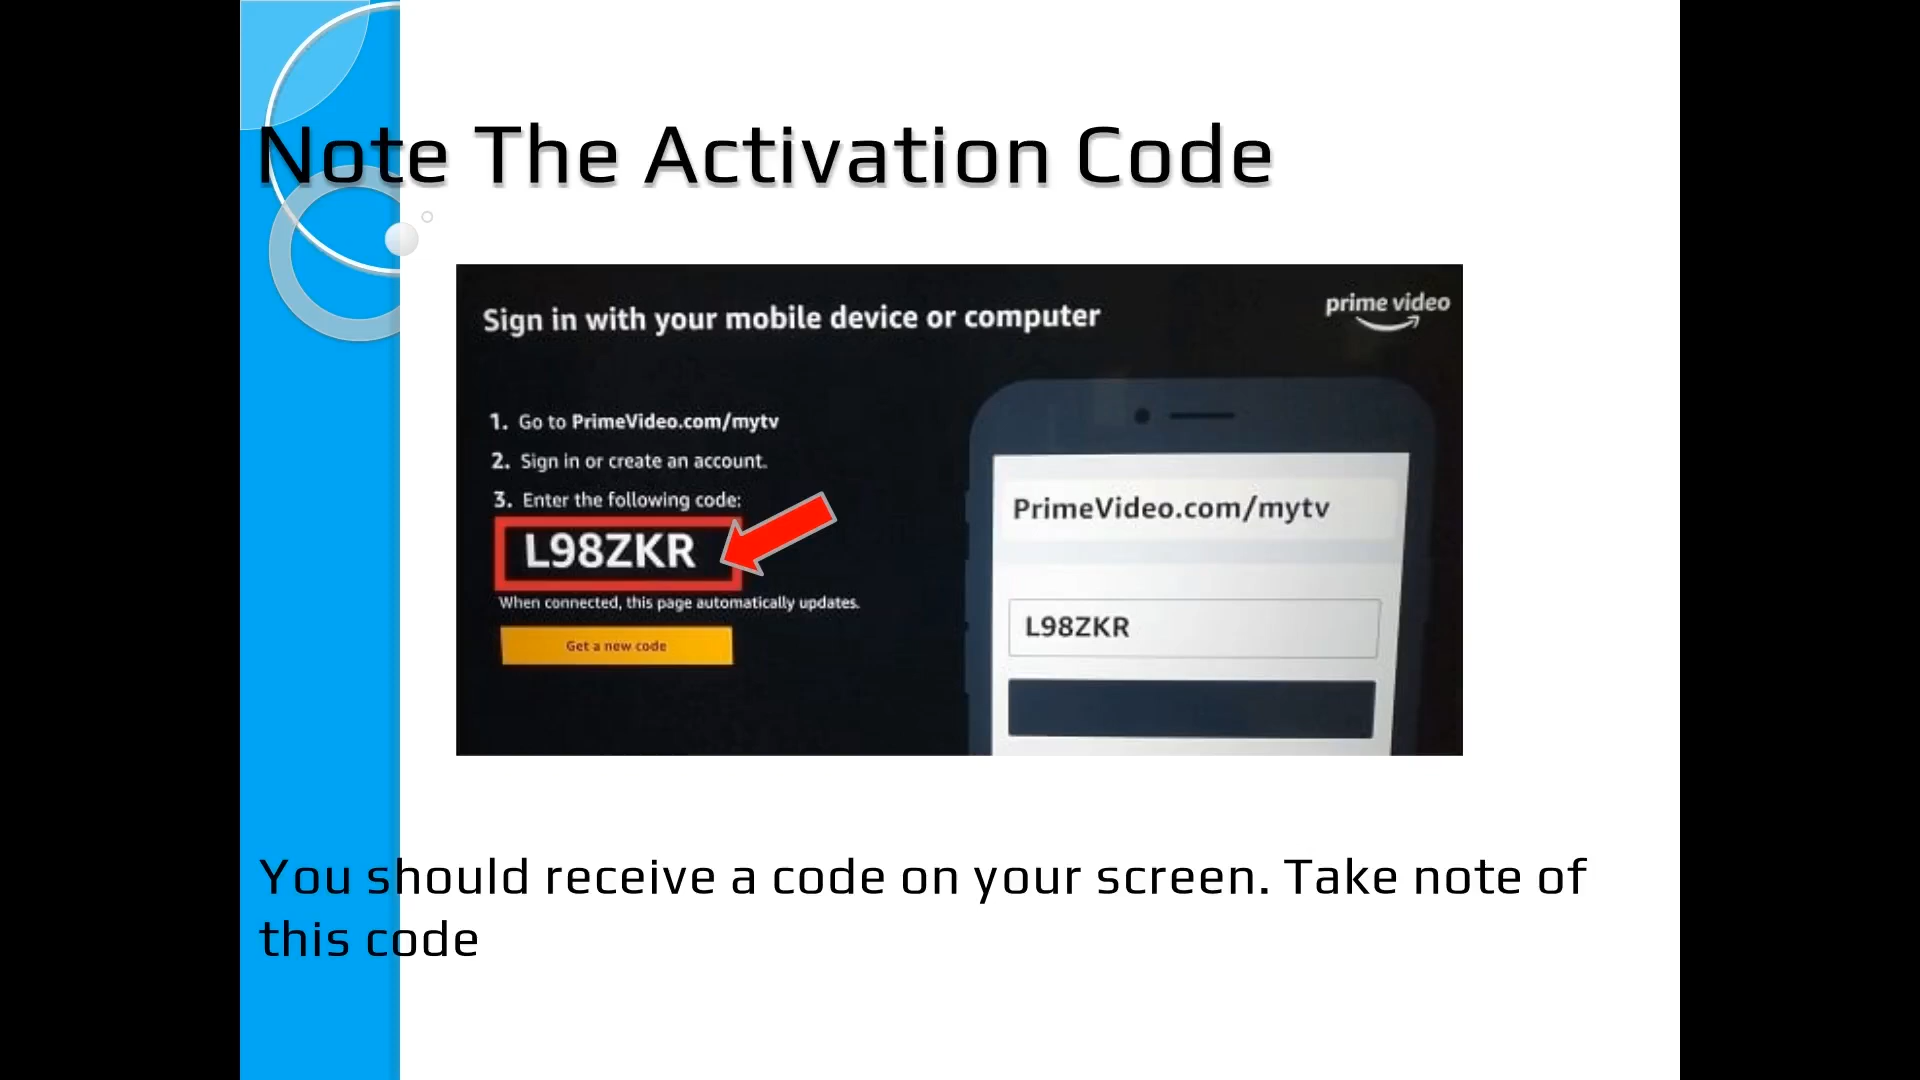 Note The Activation Code
Sign in with your mobile device or computer
prime video
1. Go to PrimeVideo.com/mytv
2. Sign in or create an account.
3. Enter the following code:
L98ZKR
When connected, this page automatically updates.
Get a new code
PrimeVideo.com/mytv
L98ZKR
You should receive a code on your screen. Take note of
this code